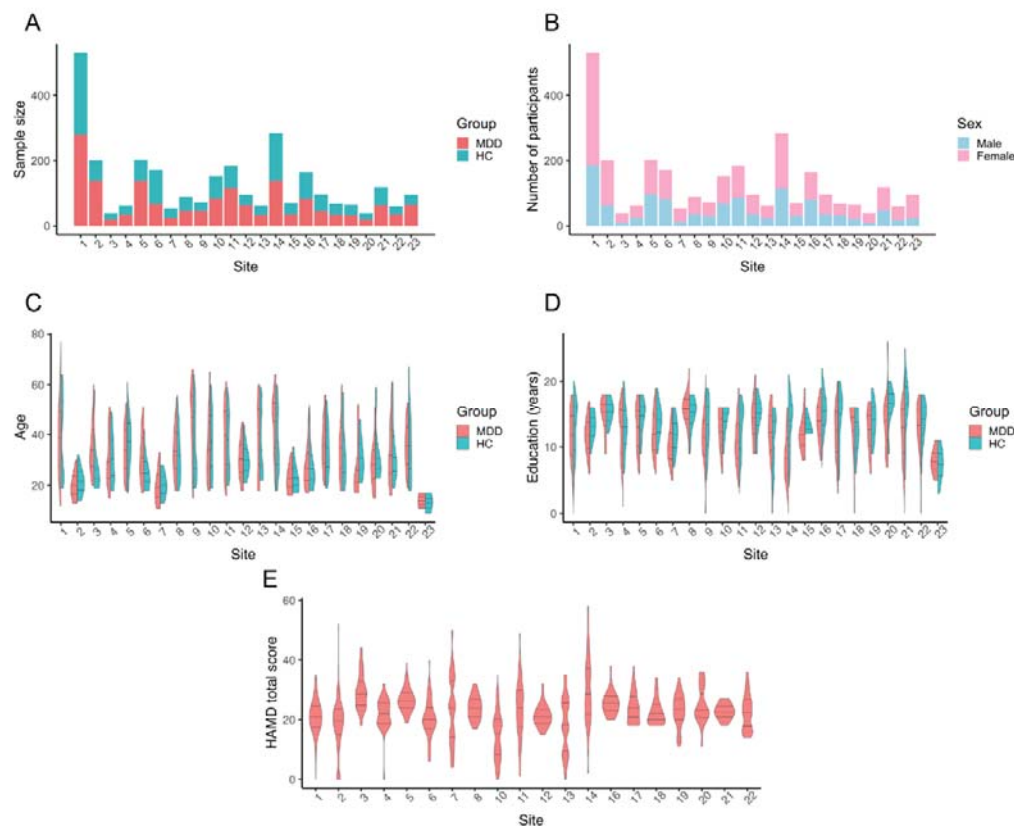 A
Sample size
400
200
0
1 2 3 4 5 6 7 8 9 10 11 12 13 14 15 16 17 18 19 20 21 22 23
Site
Group
MDD
HC
B
Number of participants
400
200
0
1 2 3 4 5 6 7 8 9 10 11 12 13 14 15 16 17 18 19 20 21 22 23
Site
Sex
Male
Female
C
Age
80
60
40
20
1 2 3 4 5 6 7 8 9 10 11 12 13 14 15 16 17 18 19 20 21 22 23
Site
Group
MDD
HC
D
Education (years)
20
10
0
1 2 3 4 5 6 7 8 9 10 11 12 13 14 15 16 17 18 19 20 21 22 23
Site
Group
MDD
HC
E
HAMD total score
60
40
20
0
1 2 3 4 5 6 7 8 10 11 12 13 14 16 17 18 19 20 21 22
Site